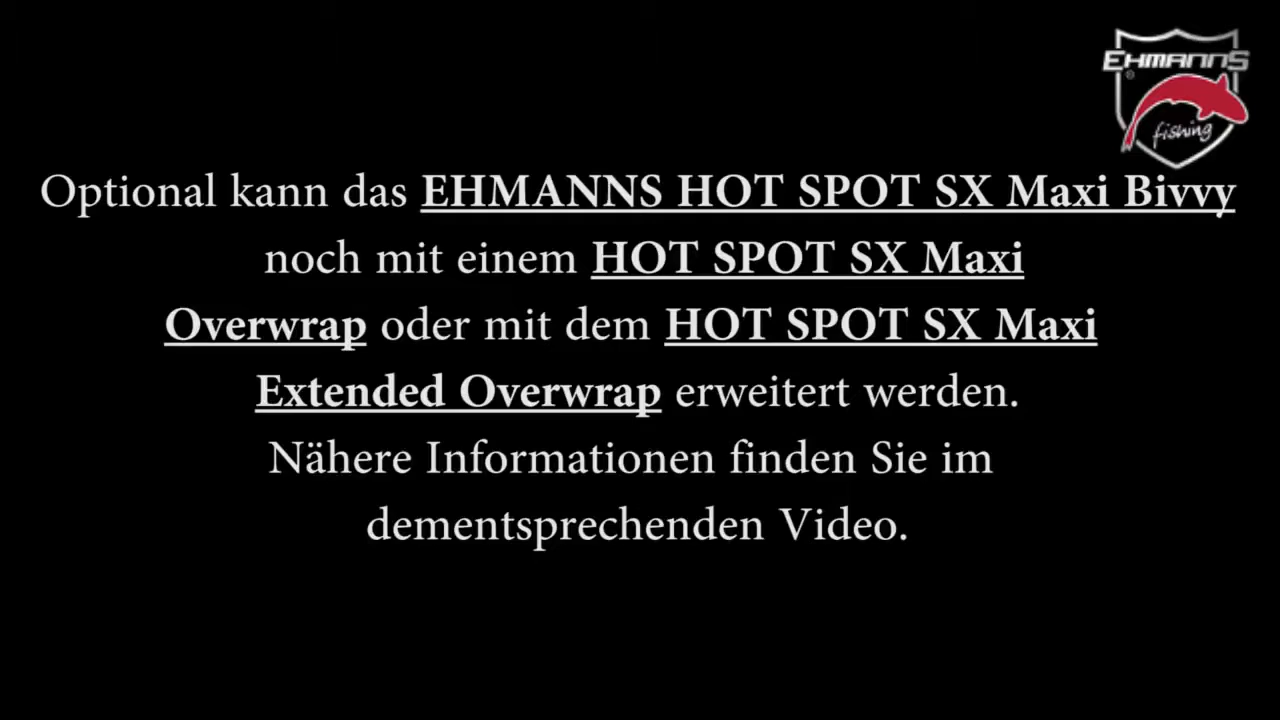 EHMANNS
®
fishing
Optional kann das EHMANNS HOT SPOT SX Maxi Bivvy
noch mit einem HOT SPOT SX Maxi
Overwrap oder mit dem HOT SPOT SX Maxi
Extended Overwrap erweitert werden.
Nähere Informationen finden Sie im
dementsprechenden Video.